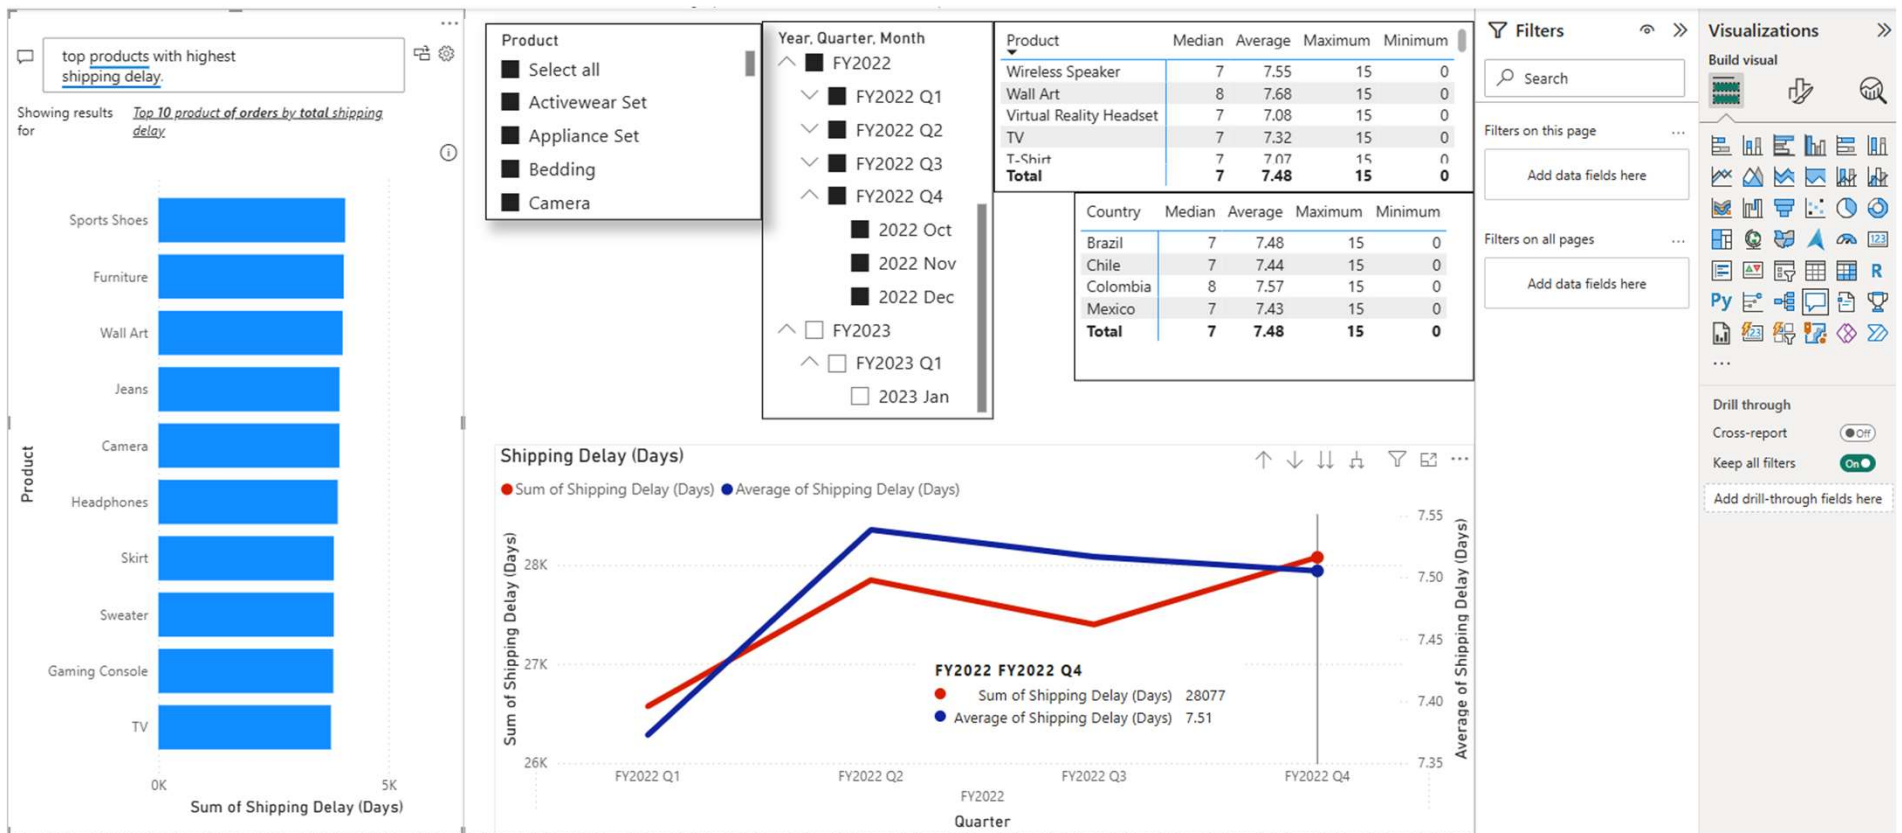 top products with highest
shipping delay.
Showing results for
Top 10 product of orders by total shipping delay
Sports Shoes
Furniture
Wall Art
Jeans
Camera
Headphones
Skirt
Sweater
Gaming Console
TV
Product
0K 5K
Sum of Shipping Delay (Days)
Product
Select all
Activewear Set
Appliance Set
Bedding
Camera
Year, Quarter, Month
FY2022
FY2022 Q1
FY2022 Q2
FY2022 Q3
FY2022 Q4
2022 Oct
2022 Nov
2022 Dec
FY2023
FY2023 Q1
2023 Jan
Product Median Average Maximum Minimum
Wireless Speaker 7 7.55 15 0
Wall Art 8 7.68 15 0
Virtual Reality Headset 7 7.08 15 0
TV 7 7.32 15 0
T-Shirt 7 7.07 15 0
Total 7 7.48 15 0
Country Median Average Maximum Minimum
Brazil 7 7.48 15 0
Chile 7 7.44 15 0
Colombia 8 7.57 15 0
Mexico 7 7.43 15 0
Total 7 7.48 15 0
Shipping Delay (Days)
Sum of Shipping Delay (Days) Average of Shipping Delay (Days)
Sum of Shipping Delay (Days)
28K
27K
26K
7.55
7.50
7.45
7.40
7.35
Average of Shipping Delay (Days)
FY2022 FY2022 Q4
Sum of Shipping Delay (Days) 28077
Average of Shipping Delay (Days) 7.51
FY2022 Q1 FY2022 Q2 FY2022 Q3 FY2022 Q4
FY2022
Quarter
Filters
Search
Filters on this page
Add data fields here
Filters on all pages
Add data fields here
Visualizations
Build visual
123
R
Py
123
Drill through
Cross-report Off
Keep all filters On
Add drill-through fields here